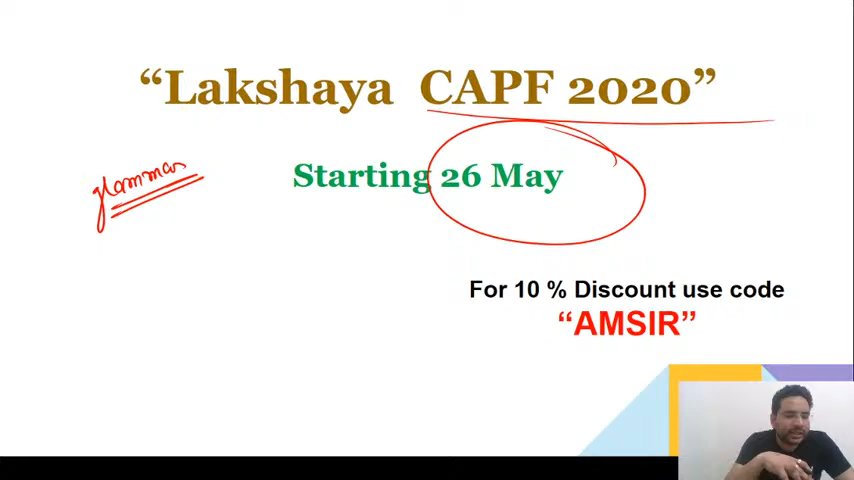 “Lakshaya CAPF 2020”
Starting 26 May
grammar
For 10 % Discount use code
“AMSIR”